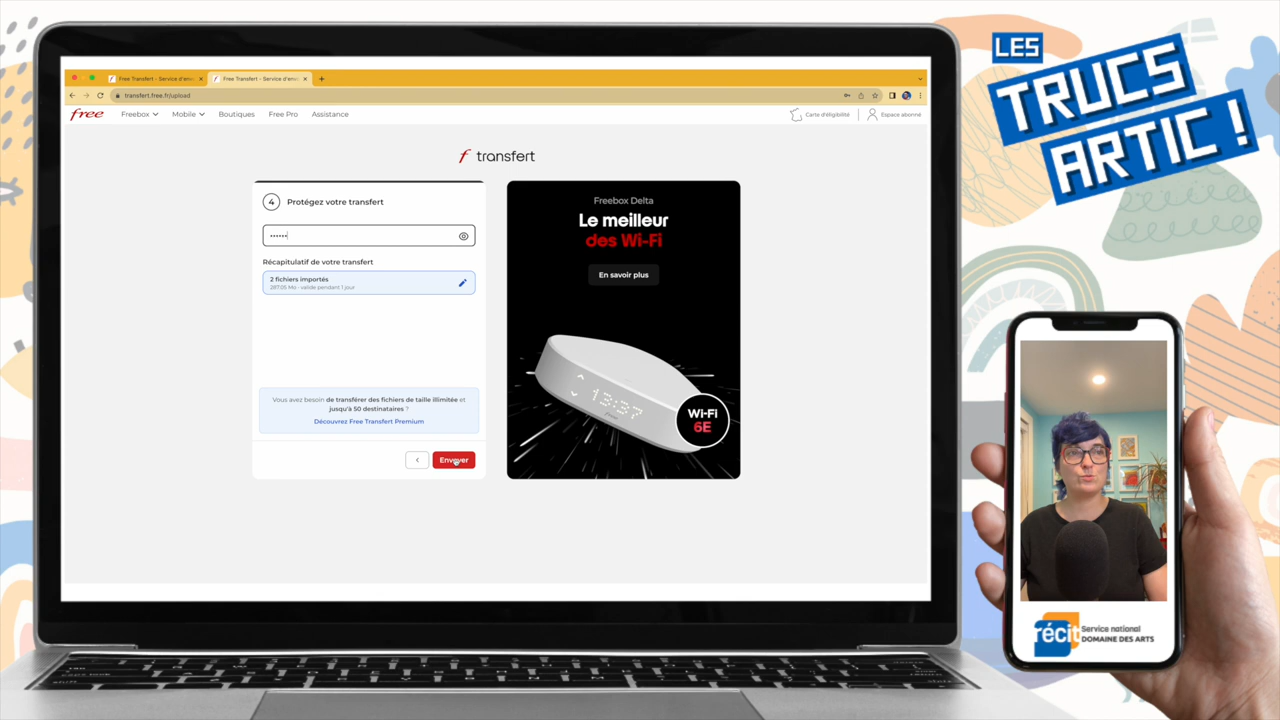 LES
TRUCS
ARTIC !
Free Transfert - Service d'envo
Free Transfert - Service d'envo
transfert.free.fr/upload
free
Freebox
Mobile
Boutiques
Free Pro
Assistance
Carte d'éligibilité
Espace abonné
f transfert
4 Protégez votre transfert
••••••
Récapitulatif de votre transfert
2 fichiers importés
287.05 Mo - valide pendant 1 jour
Vous avez besoin de transférer des fichiers de taille illimitée et
jusqu'à 50 destinataires ?
Découvrez Free Transfert Premium
Envoyer
Freebox Delta
Le meilleur
des Wi-Fi
En savoir plus
13:37
Wi-Fi
6E
récit
Service national
DOMAINE DES ARTS